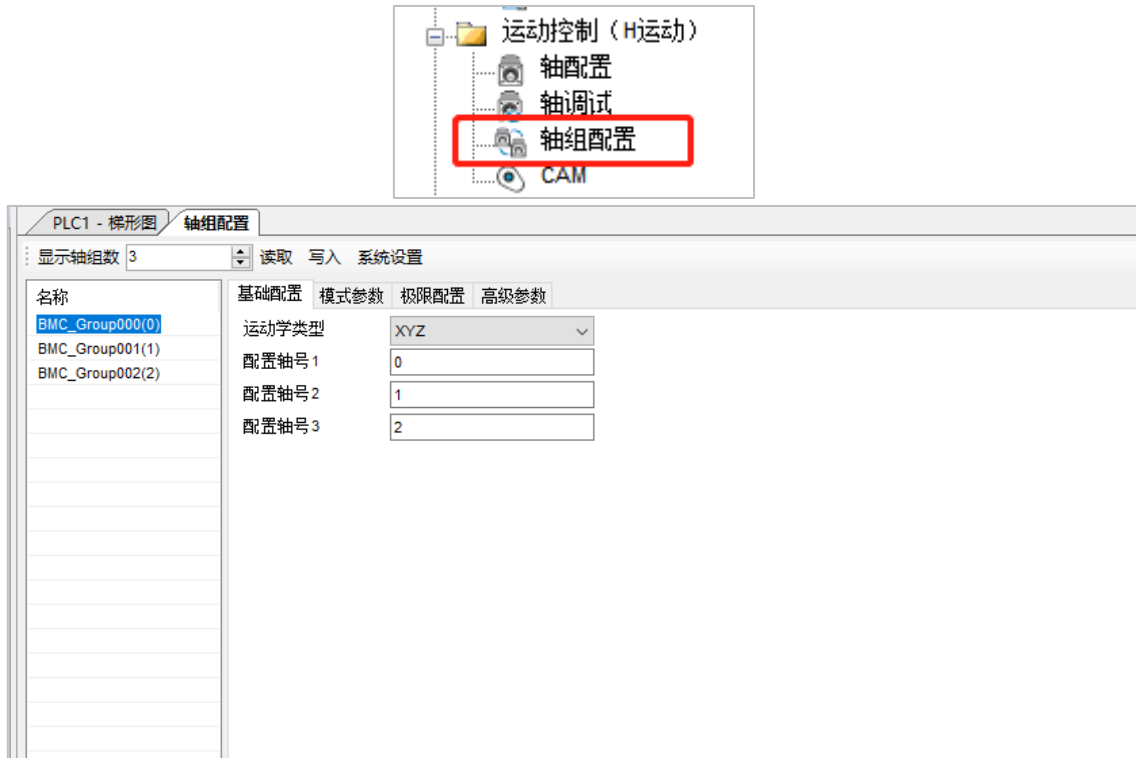 运动控制（H运动）
轴配置
轴调试
轴组配置
CAM
PLC1 - 梯形图 轴组配置
显示轴组数 3 读取 写入 系统设置
名称
BMC_Group000(0)
BMC_Group001(1)
BMC_Group002(2)
基础配置 模式参数 极限配置 高级参数
运动学类型 XYZ
配置轴号1 0
配置轴号2 1
配置轴号3 2